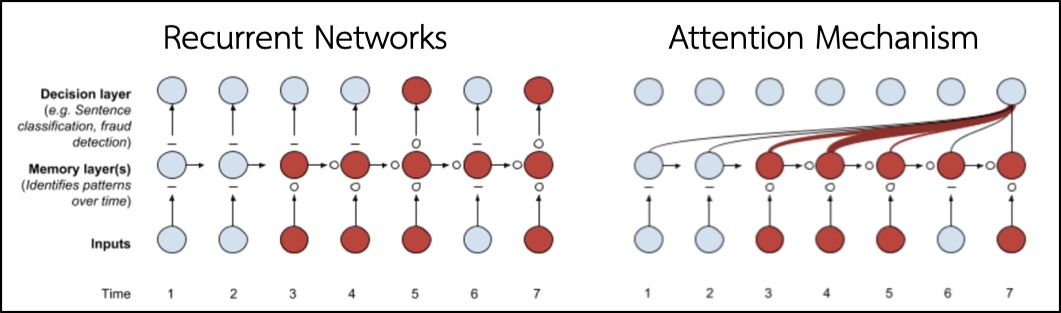 Recurrent Networks
Attention Mechanism
Decision layer
(e.g. Sentence
classification, fraud
detection)
Memory layer(s)
(Identifies patterns
over time)
Inputs
Time 1 2 3 4 5 6 7
1 2 3 4 5 6 7